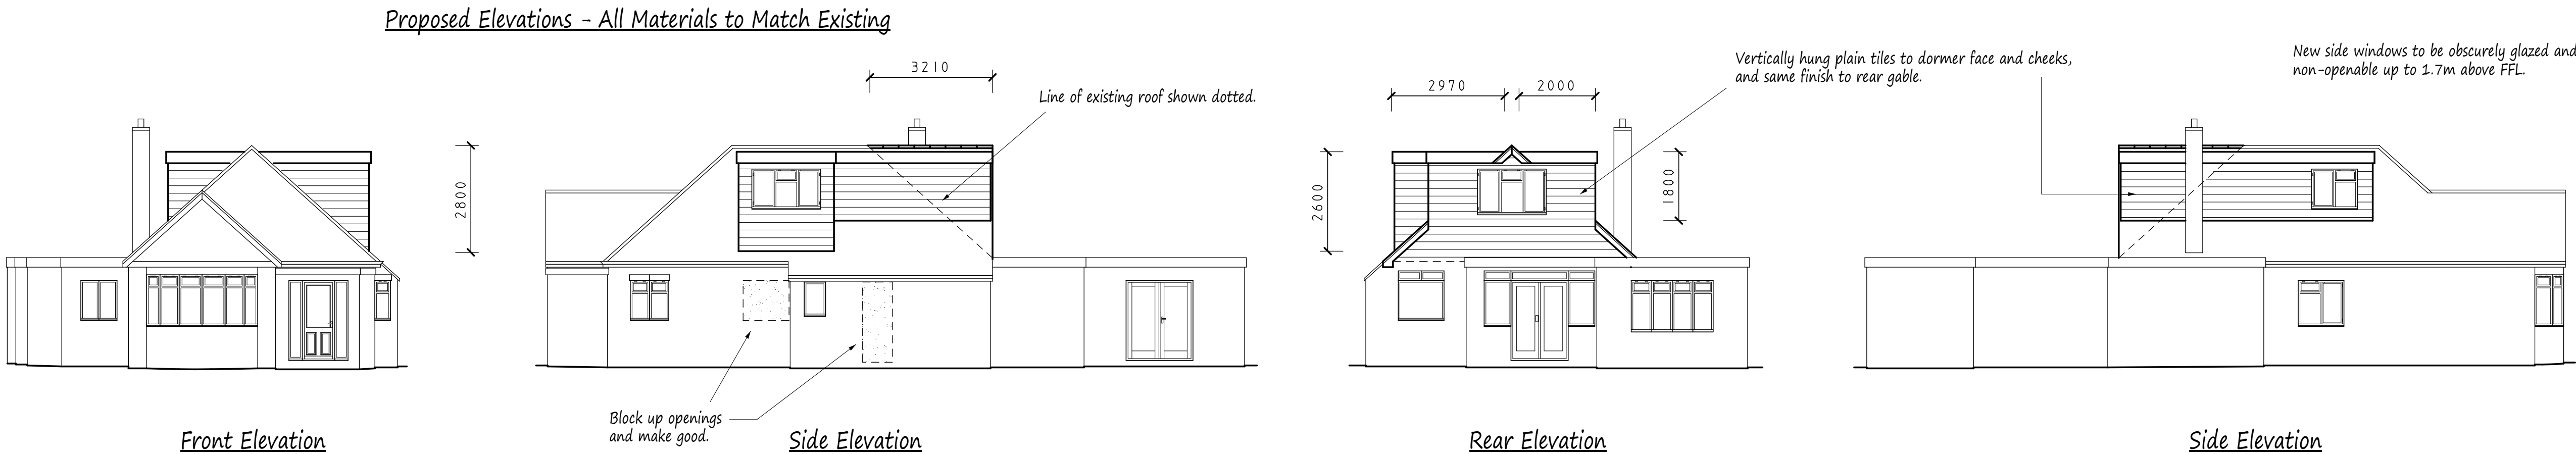 Proposed Elevations - All Materials to Match Existing
3210
Line of existing roof shown dotted.
2800
Block up openings
and make good.
2970
2000
2600
1800
Vertically hung plain tiles to dormer face and cheeks,
and same finish to rear gable.
New side windows to be obscurely glazed and
non-openable up to 1.7m above FFL.
Front Elevation
Side Elevation
Rear Elevation
Side Elevation